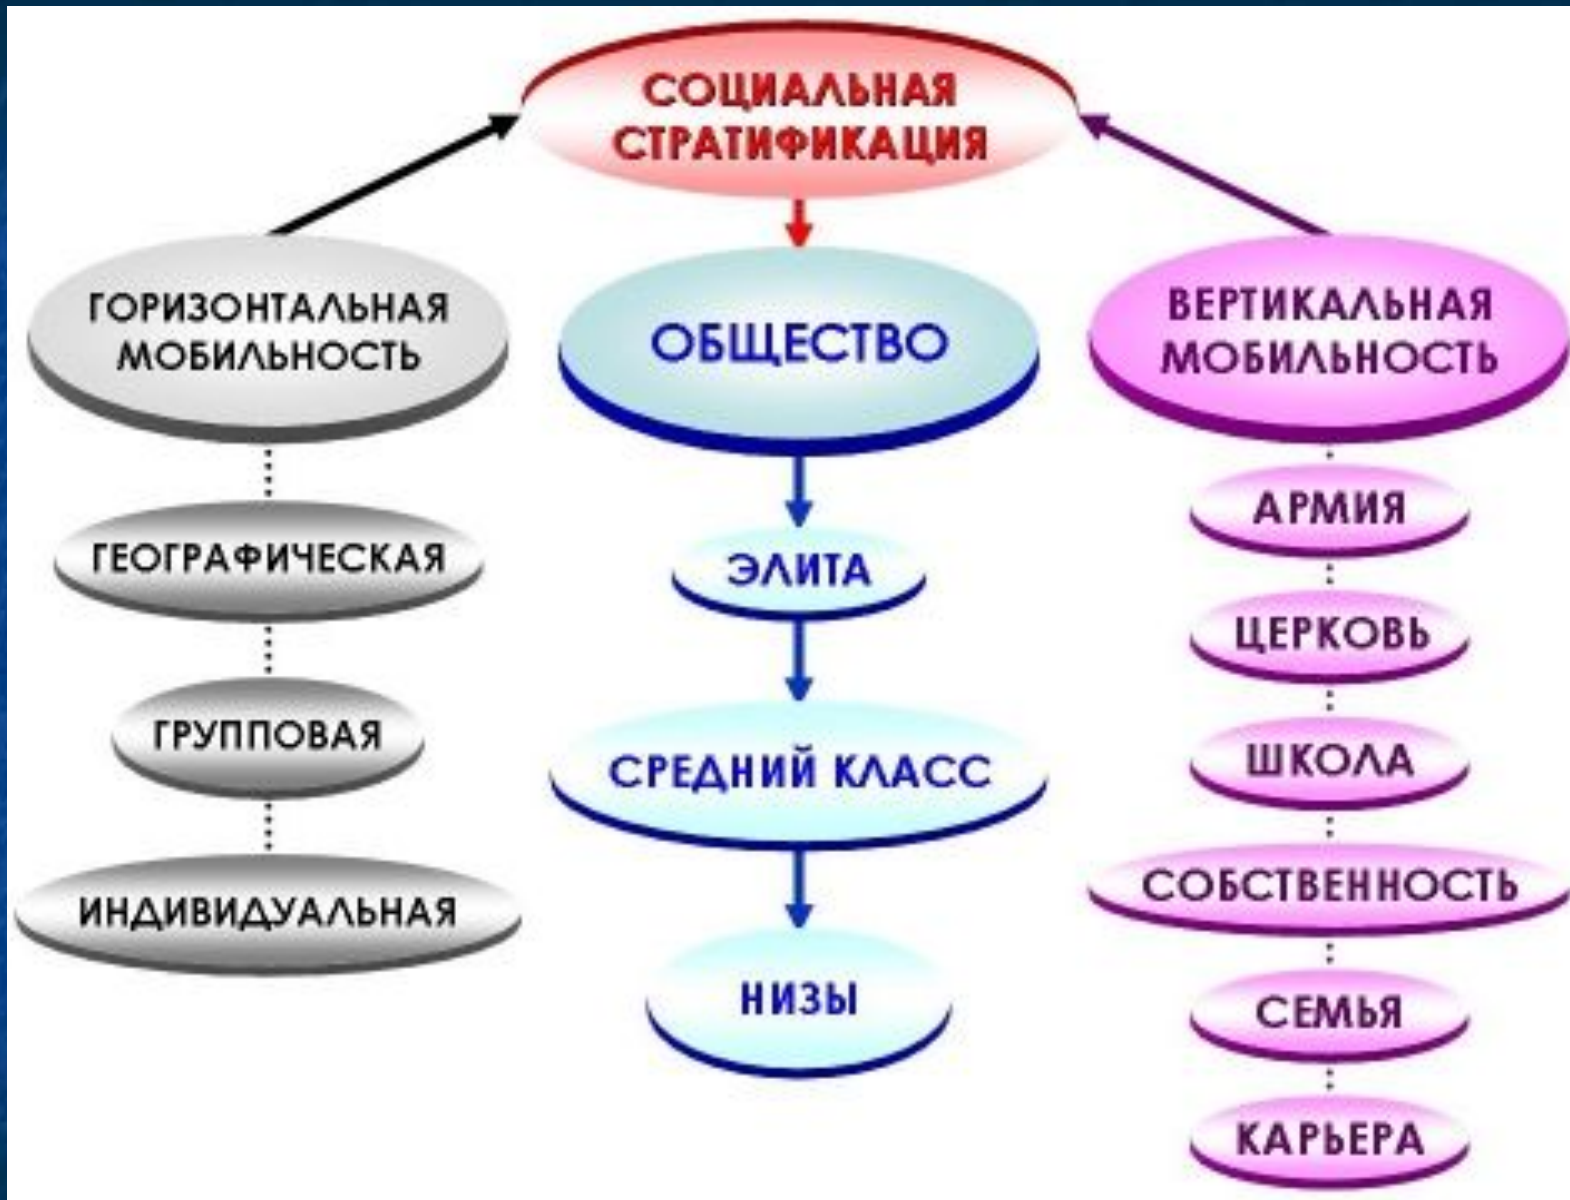 СОЦИАЛЬНАЯ
СТРАТИФИКАЦИЯ
ГОРИЗОНТАЛЬНАЯ
МОБИЛЬНОСТЬ
ГЕОГРАФИЧЕСКАЯ
ГРУППОВАЯ
ИНДИВИДУАЛЬНАЯ
ОБЩЕСТВО
ЭЛИТА
СРЕДНИЙ КЛАСС
НИЗЫ
ВЕРТИКАЛЬНАЯ
МОБИЛЬНОСТЬ
АРМИЯ
ЦЕРКОВЬ
ШКОЛА
СОБСТВЕННОСТЬ
СЕМЬЯ
КАРЬЕРА